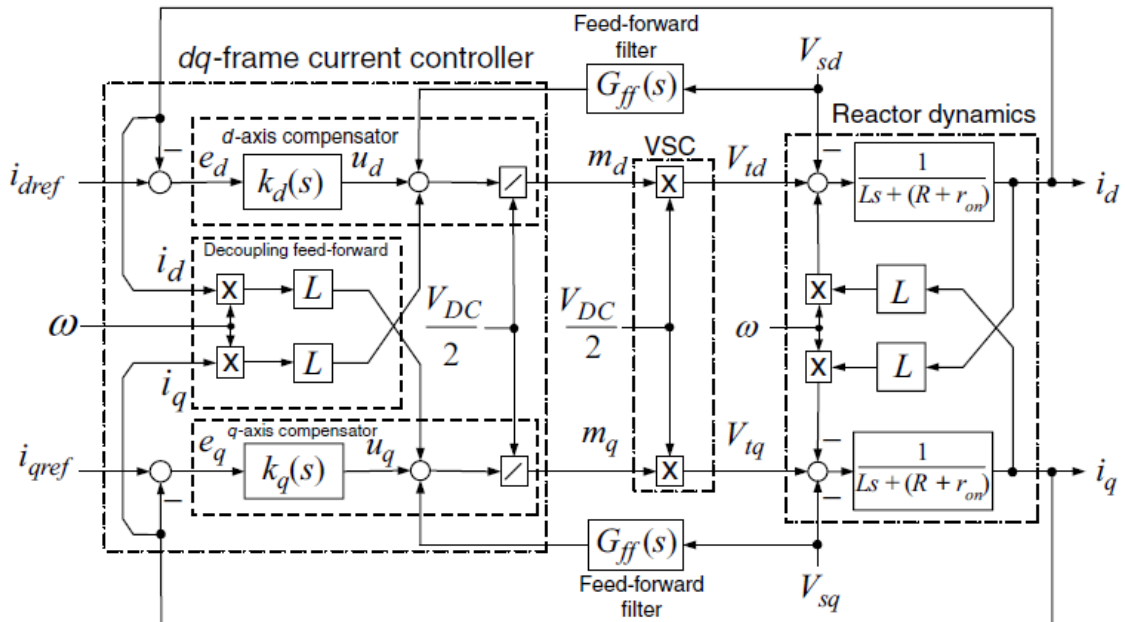 Feed-forward
filter
G_ff(s)
V_sd
dq-frame current controller
Reactor dynamics
d-axis compensator
VSC
−
e_d
u_d
m_d
V_td
−
1
i_dref
k_d(s)
/
X
Ls + (R + r_on)
i_d
Decoupling feed-forward
i_d
X
L
X
L
ω
V_DC
2
V_DC
2
ω
X
L
X
L
i_q
q-axis compensator
m_q
V_tq
−
e_q
u_q
1
i_qref
k_q(s)
/
X
Ls + (R + r_on)
i_q
−
−
G_ff(s)
Feed-forward
filter
V_sq